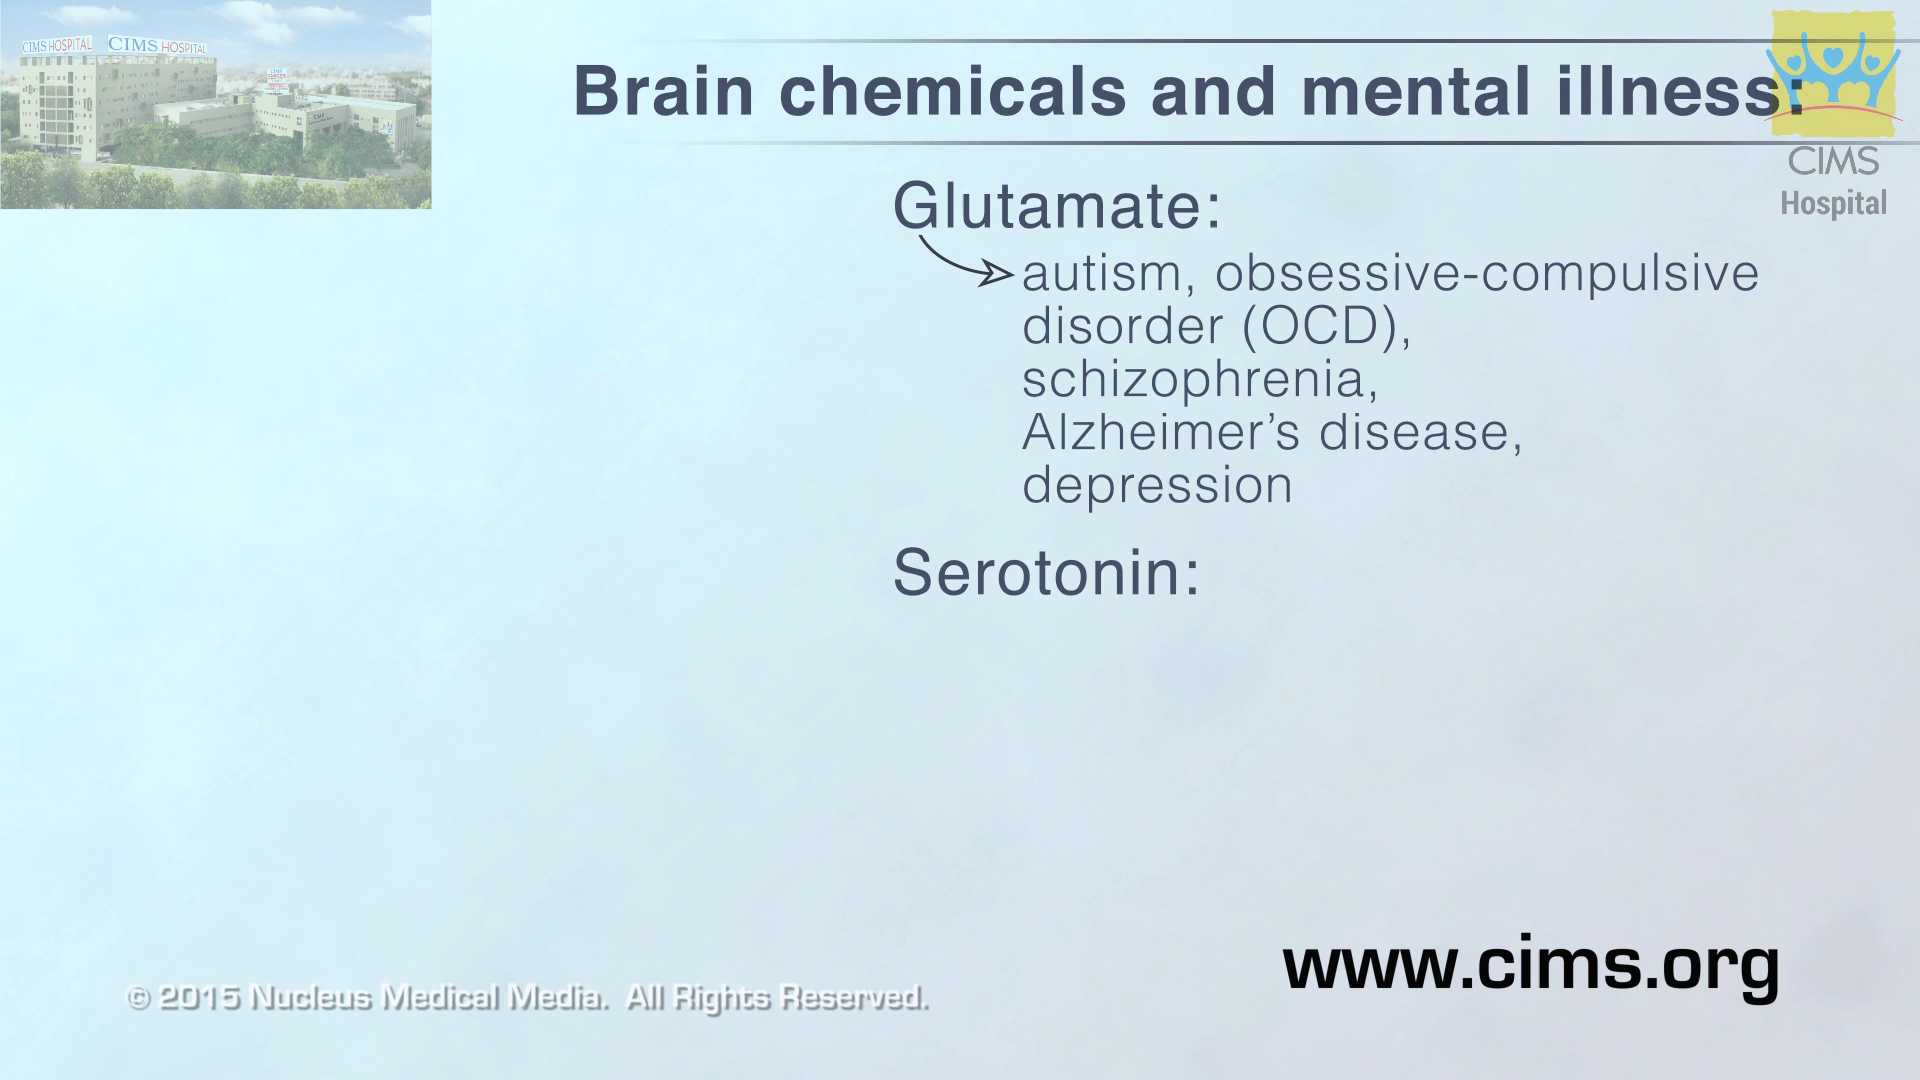 CIMS HOSPITAL CIMS HOSPITAL
Brain chemicals and mental illness:
CIMS
Hospital
Glutamate:
autism, obsessive-compulsive
disorder (OCD),
schizophrenia,
Alzheimer’s disease,
depression
Serotonin:
www.cims.org
© 2015 Nucleus Medical Media. All Rights Reserved.